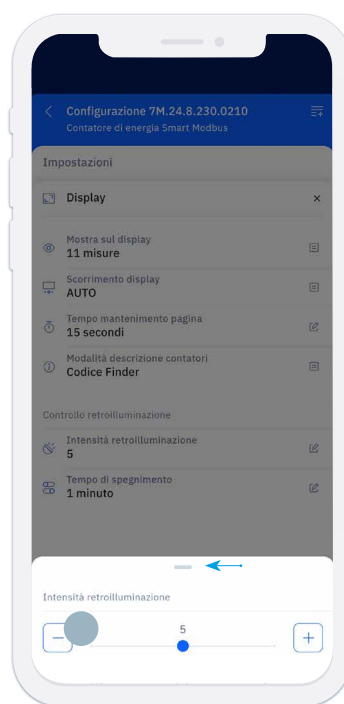 Configurazione 7M.24.8.230.0210
Contatore di energia Smart Modbus
Impostazioni
Display
Mostra sul display
11 misure
Scorrimento display
AUTO
Tempo mantenimento pagina
15 secondi
Modalità descrizione contatori
Codice Finder
Controllo retroilluminazione
Intensità retroilluminazione
5
Tempo di spegnimento
1 minuto
Intensità retroilluminazione
5